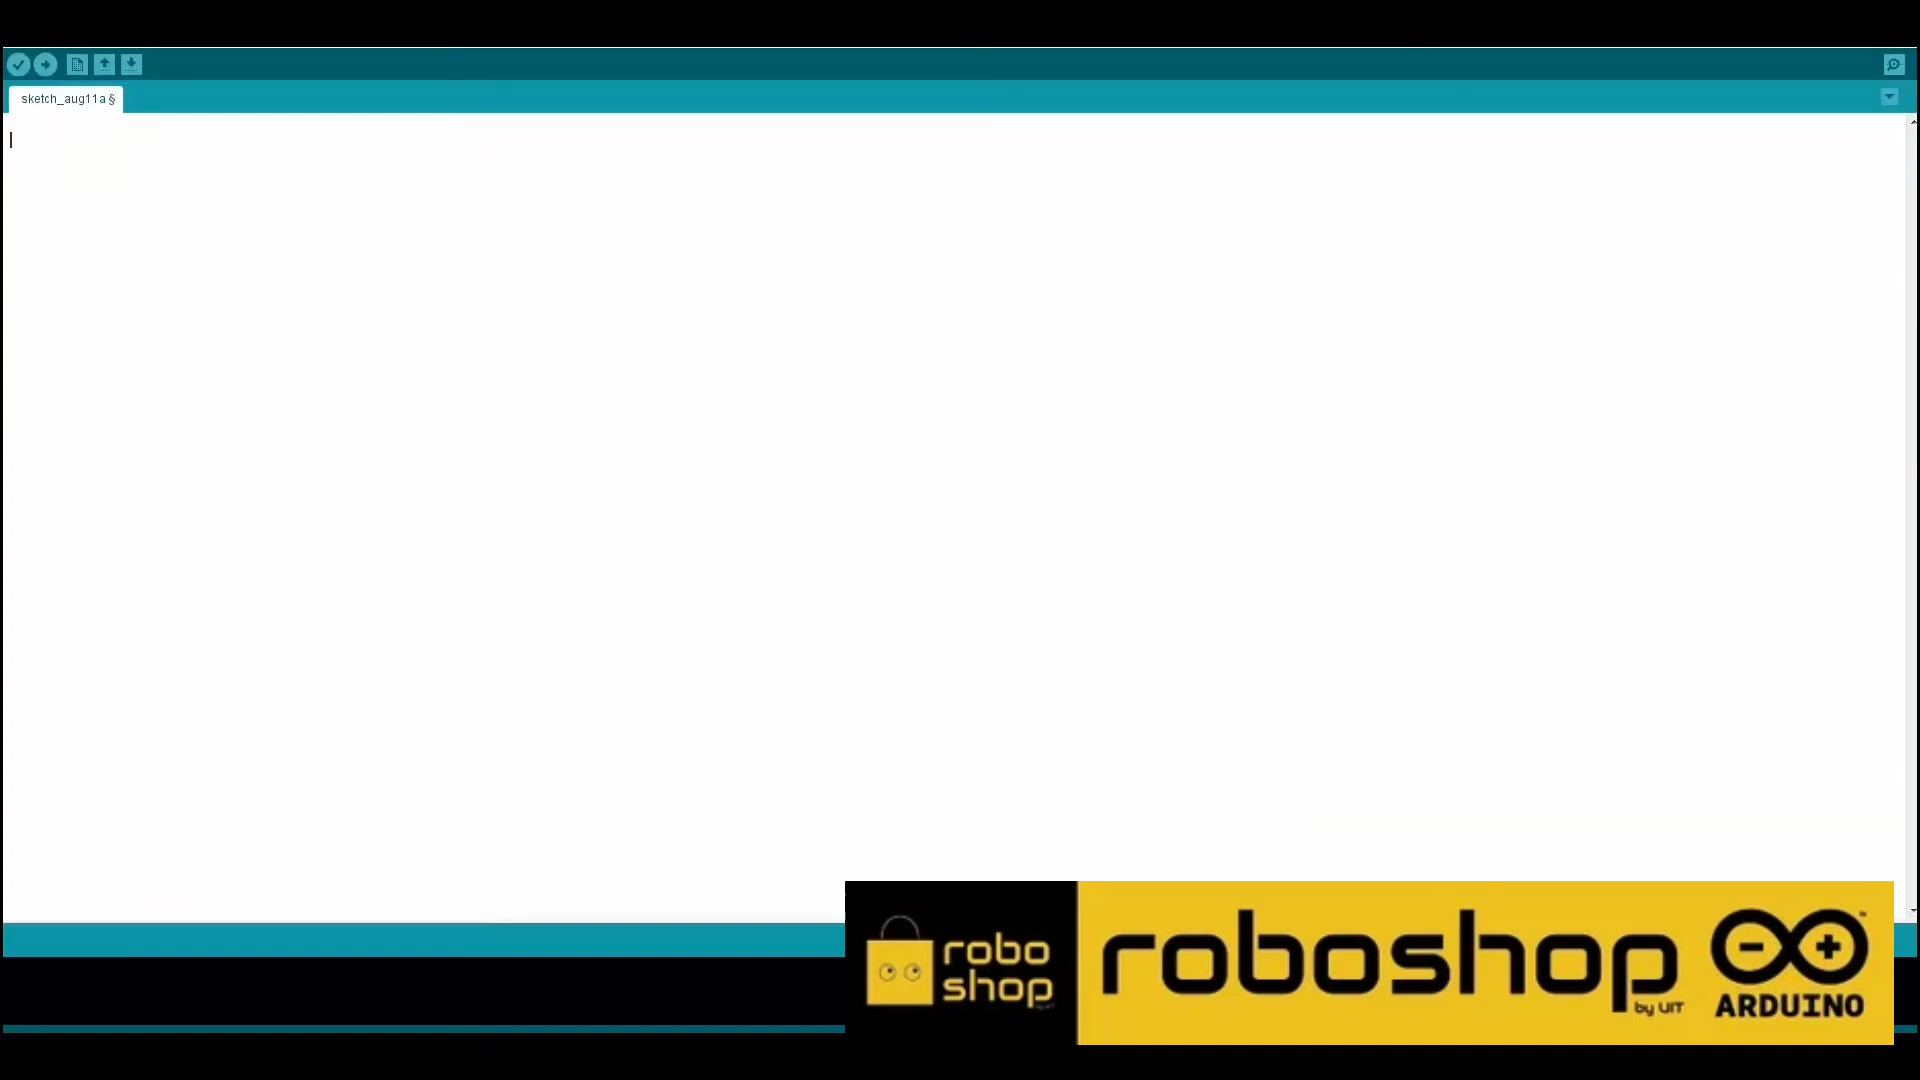 sketch_aug11a §
robo
shop
roboshop
by UIT
ARDUINO